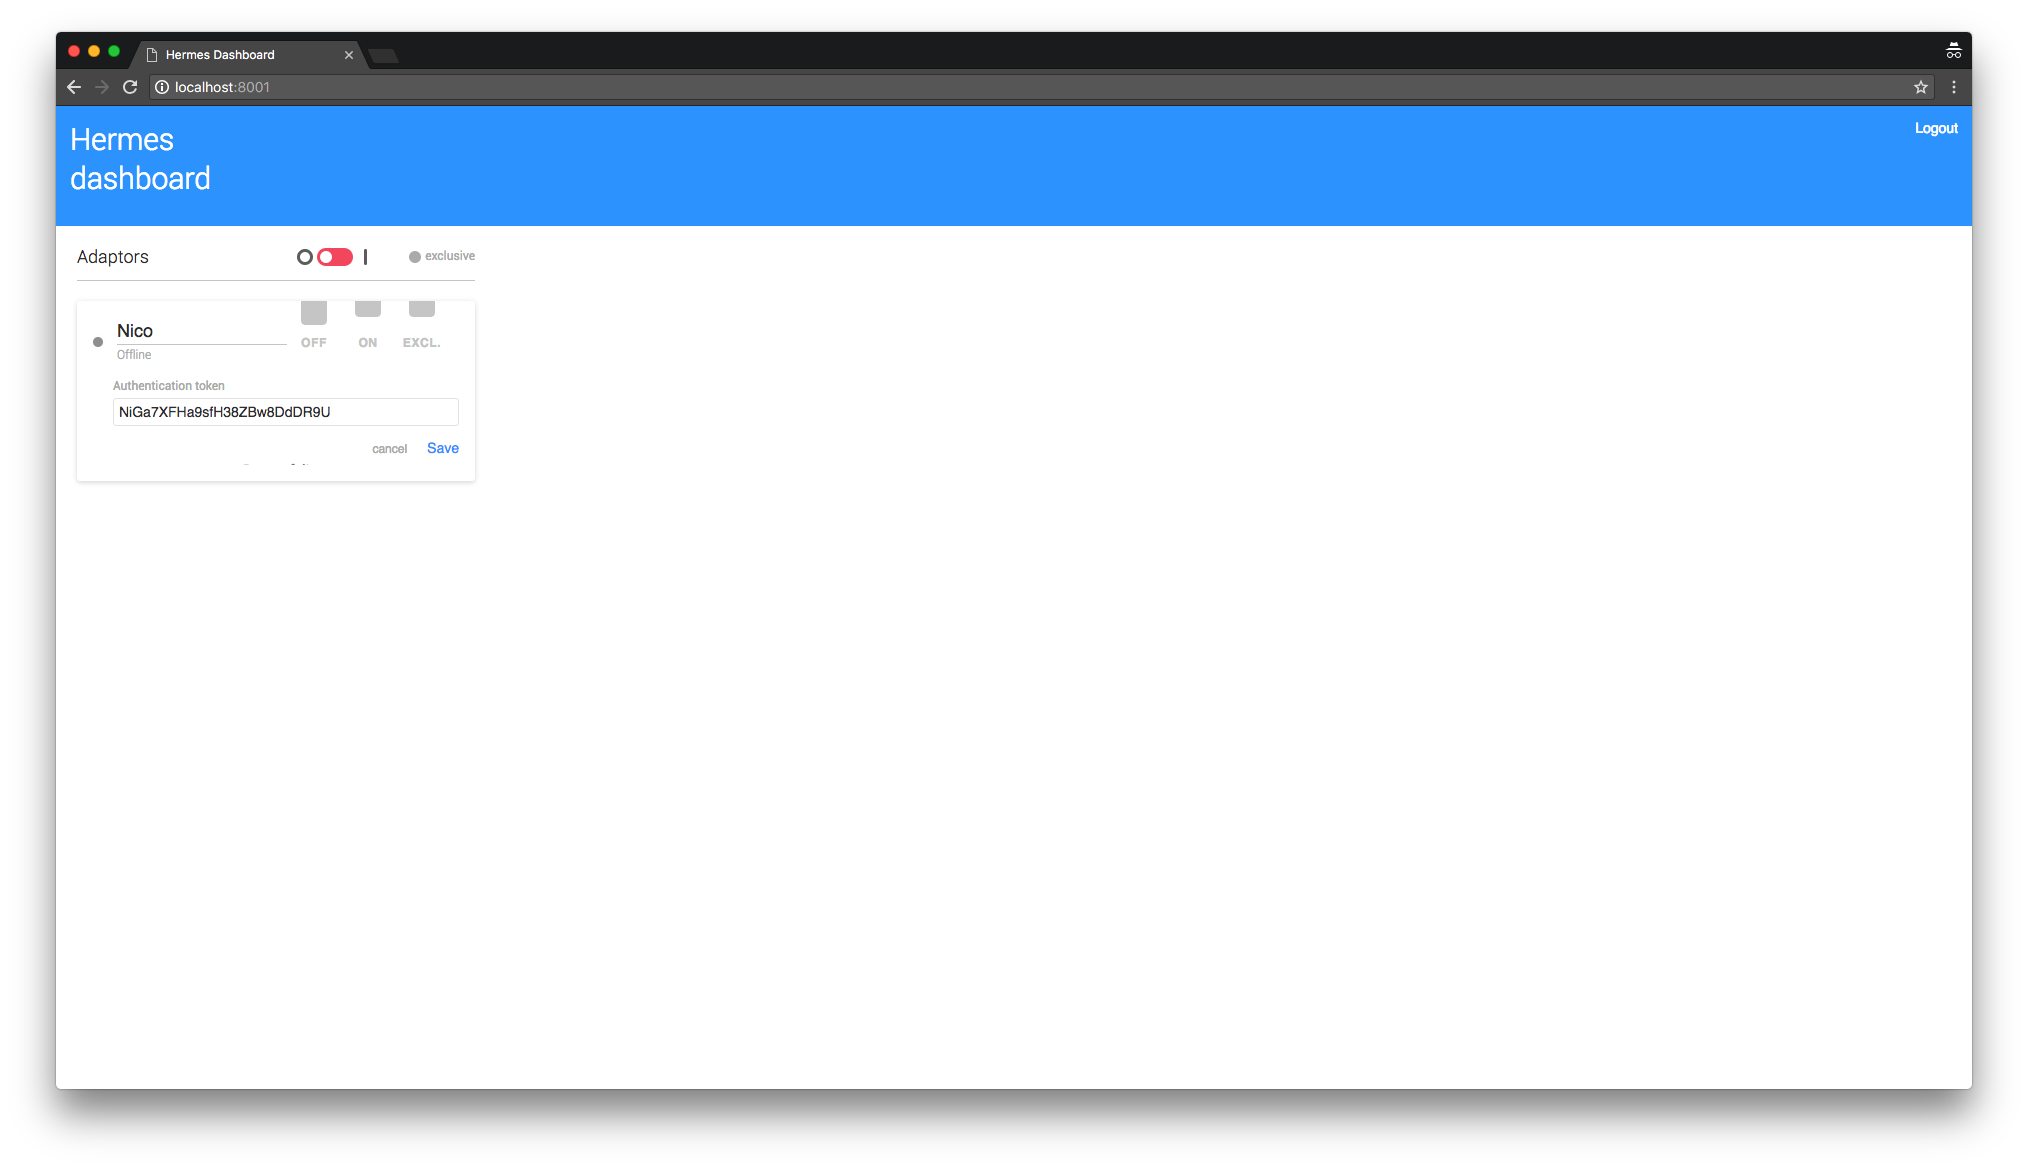 Hermes Dashboard
localhost:8001
Hermes
dashboard
Logout
Adaptors
exclusive
Nico
Offline
OFF ON EXCL.
Authentication token
NiGa7XFHa9sfH38ZBw8DdDR9U
cancel Save